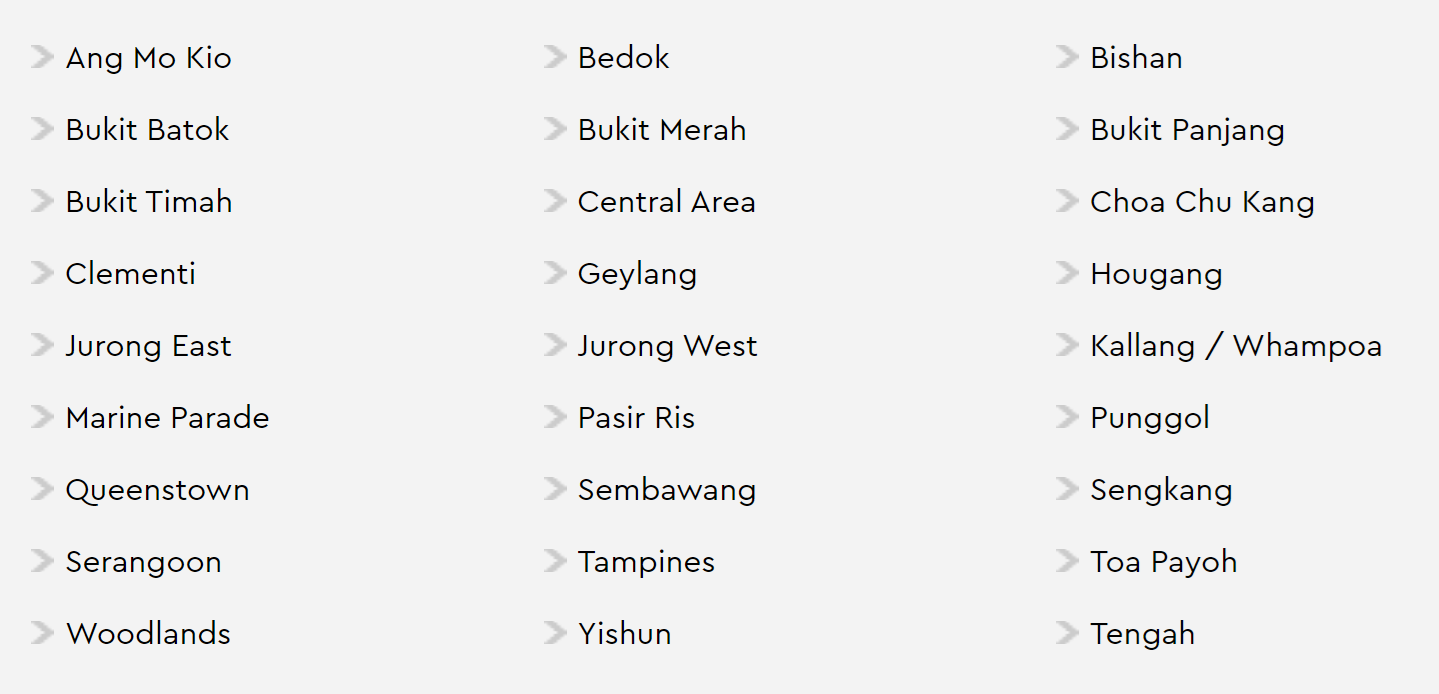 Ang Mo Kio
Bedok
Bishan
Bukit Batok
Bukit Merah
Bukit Panjang
Bukit Timah
Central Area
Choa Chu Kang
Clementi
Geylang
Hougang
Jurong East
Jurong West
Kallang / Whampoa
Marine Parade
Pasir Ris
Punggol
Queenstown
Sembawang
Sengkang
Serangoon
Tampines
Toa Payoh
Woodlands
Yishun
Tengah